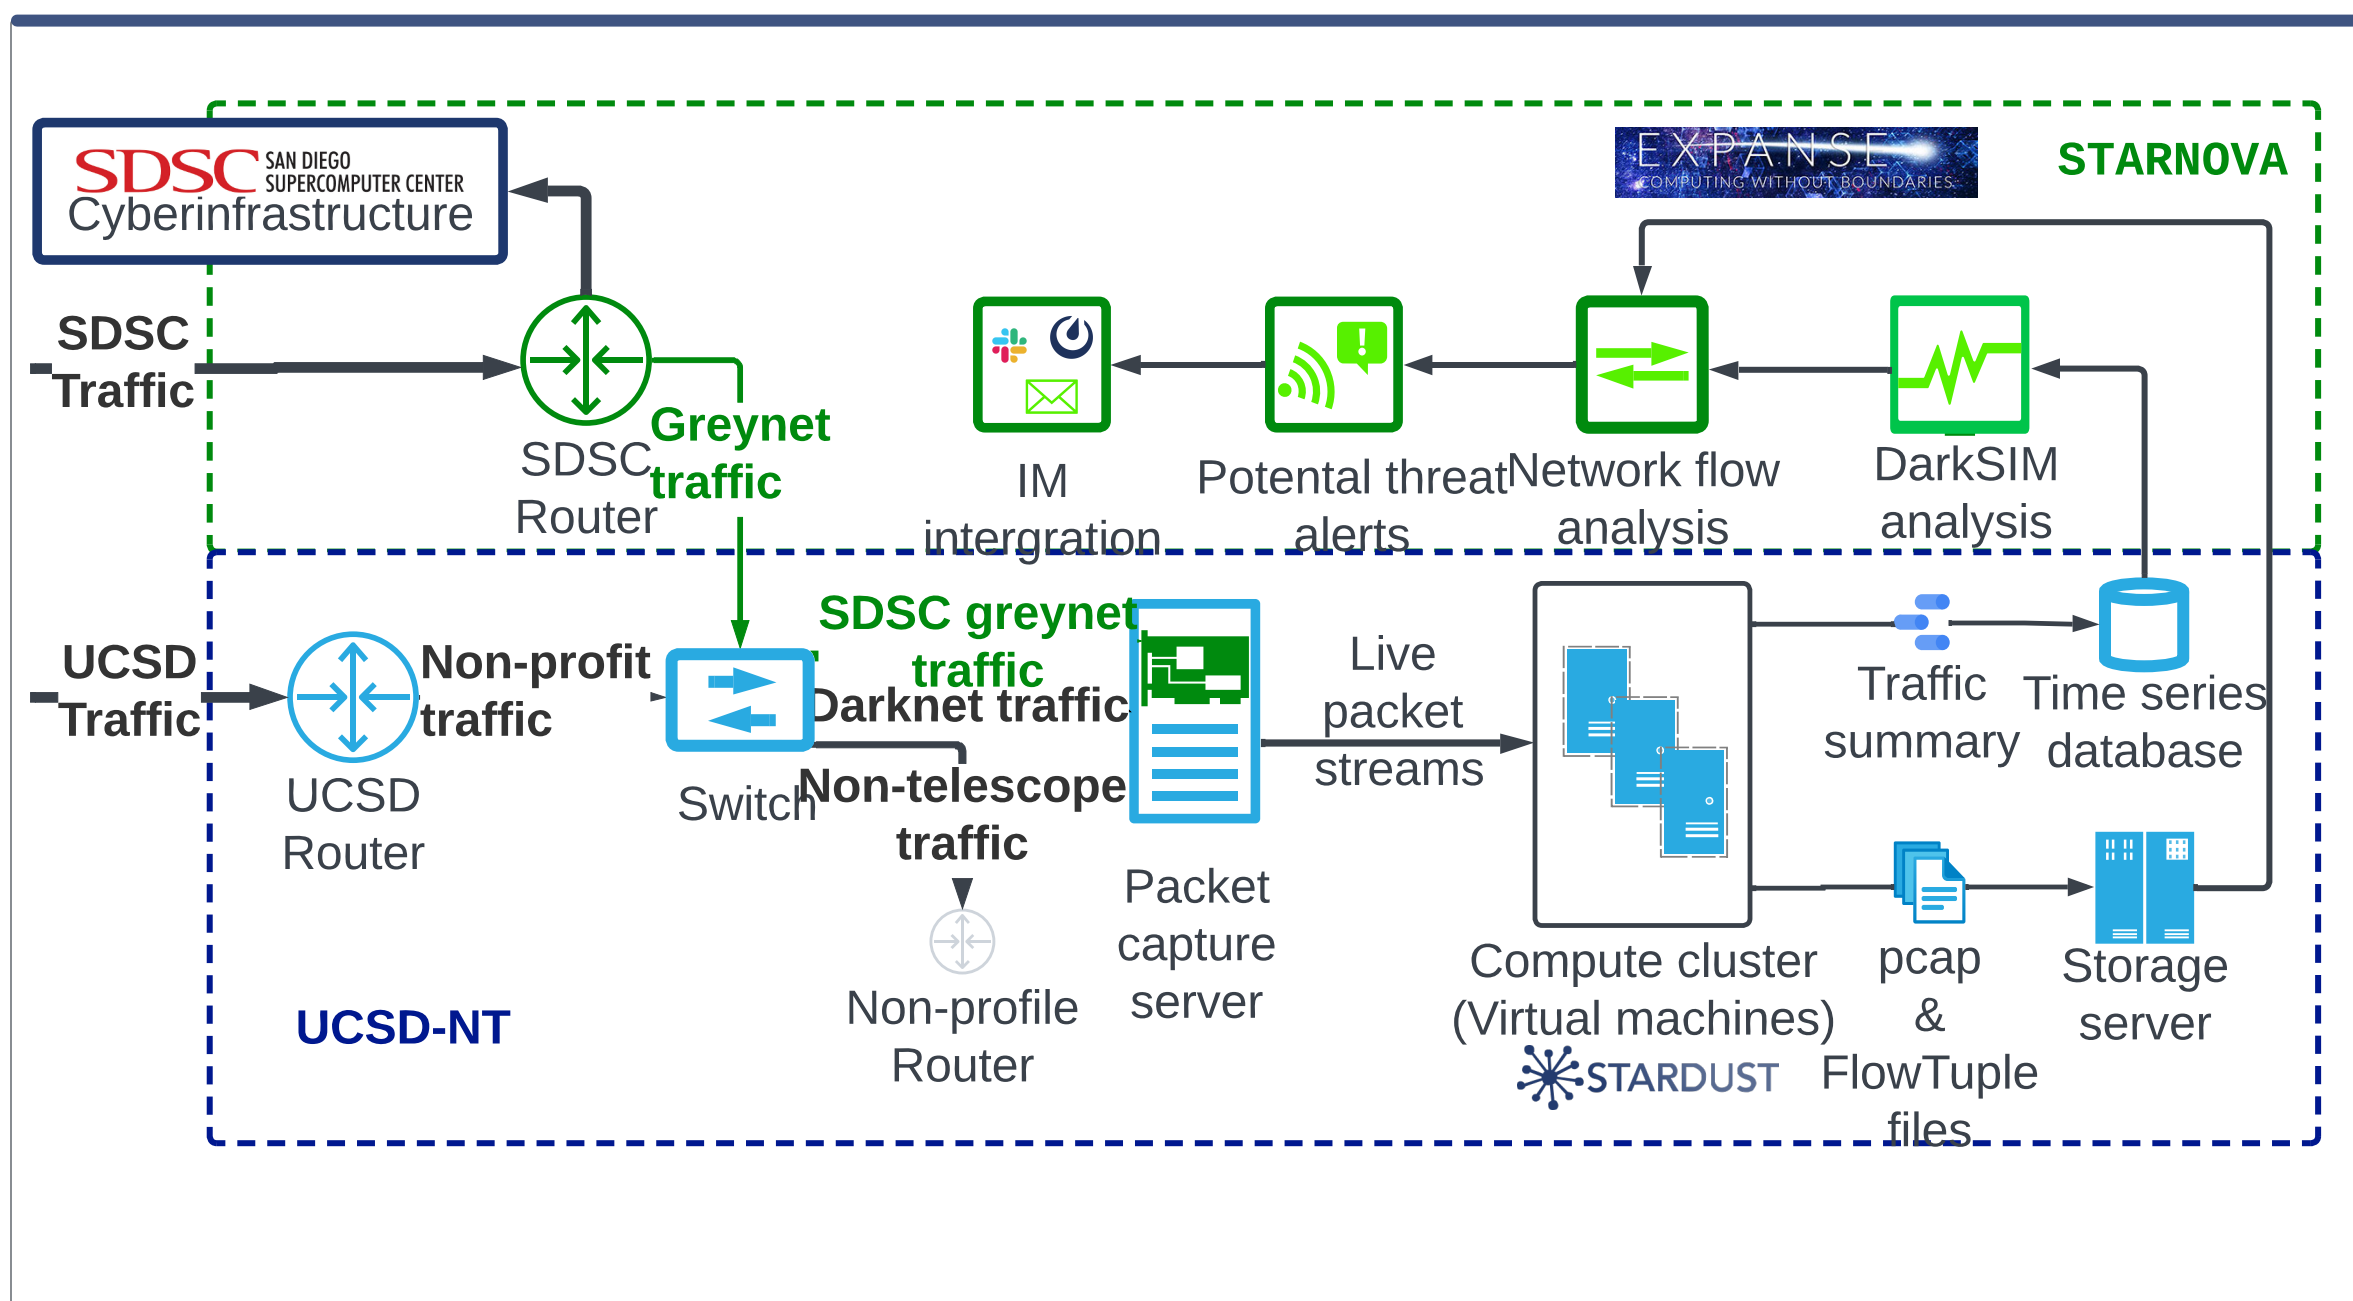 SDSC
SAN DIEGO
SUPERCOMPUTER CENTER
Cyberinfrastructure
EXPANSE
COMPUTING WITHOUT BOUNDARIES
STARNOVA
SDSC
Traffic
SDSC
Router
Greynet
traffic
IM
intergration
Potental threat
alerts
Network flow
analysis
DarkSIM
analysis
UCSD
Traffic
UCSD
Router
Non-profit
traffic
Switch
SDSC greynet
traffic
Darknet traffic
Non-telescope
traffic
Non-profile
Router
Packet
capture
server
Live
packet
streams
Compute cluster
(Virtual machines)
STARDUST
Traffic
summary
Time series
database
pcap
&
FlowTuple
files
Storage
server
UCSD-NT